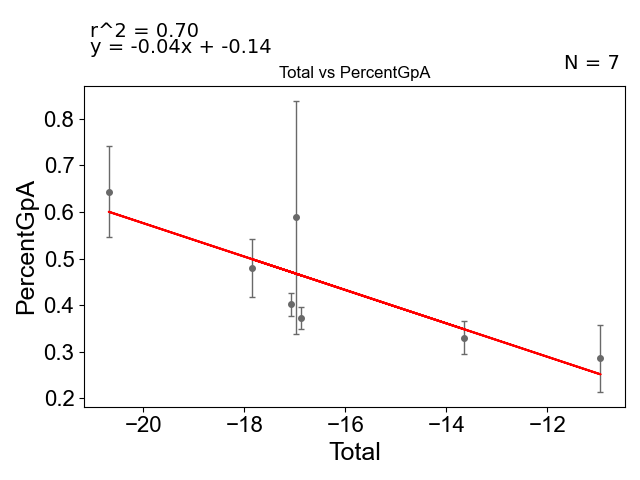 r^2 = 0.70
y = -0.04x + -0.14
N = 7
Total vs PercentGpA
PercentGpA
0.8
0.7
0.6
0.5
0.4
0.3
0.2
−20
−18
−16
−14
−12
Total